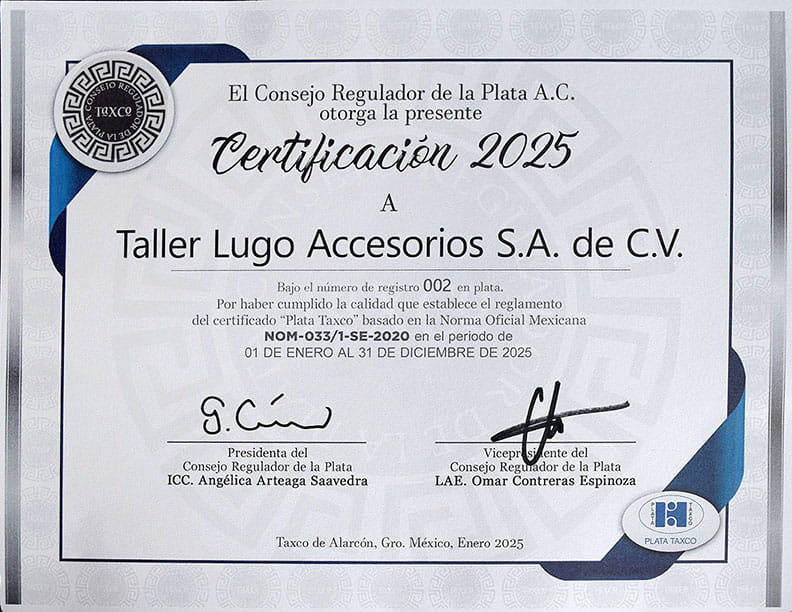 CONSEJO REGULADOR DE LA PLATA
TaXCo
El Consejo Regulador de la Plata A.C.
otorga la presente
Certificación 2025
A
Taller Lugo Accesorios S.A. de C.V.
Bajo el número de registro 002 en plata.
Por haber cumplido la calidad que establece el reglamento
del certificado “Plata Taxco” basado en la Norma Oficial Mexicana
NOM-033/1-SE-2020 en el periodo de
01 DE ENERO AL 31 DE DICIEMBRE DE 2025
Presidenta del
Consejo Regulador de la Plata
ICC. Angélica Arteaga Saavedra
Vicepresidente del
Consejo Regulador de la Plata
LAE. Omar Contreras Espinoza
PLATA
TAXCO
PLATA TAXCO
Taxco de Alarcón, Gro. México, Enero 2025